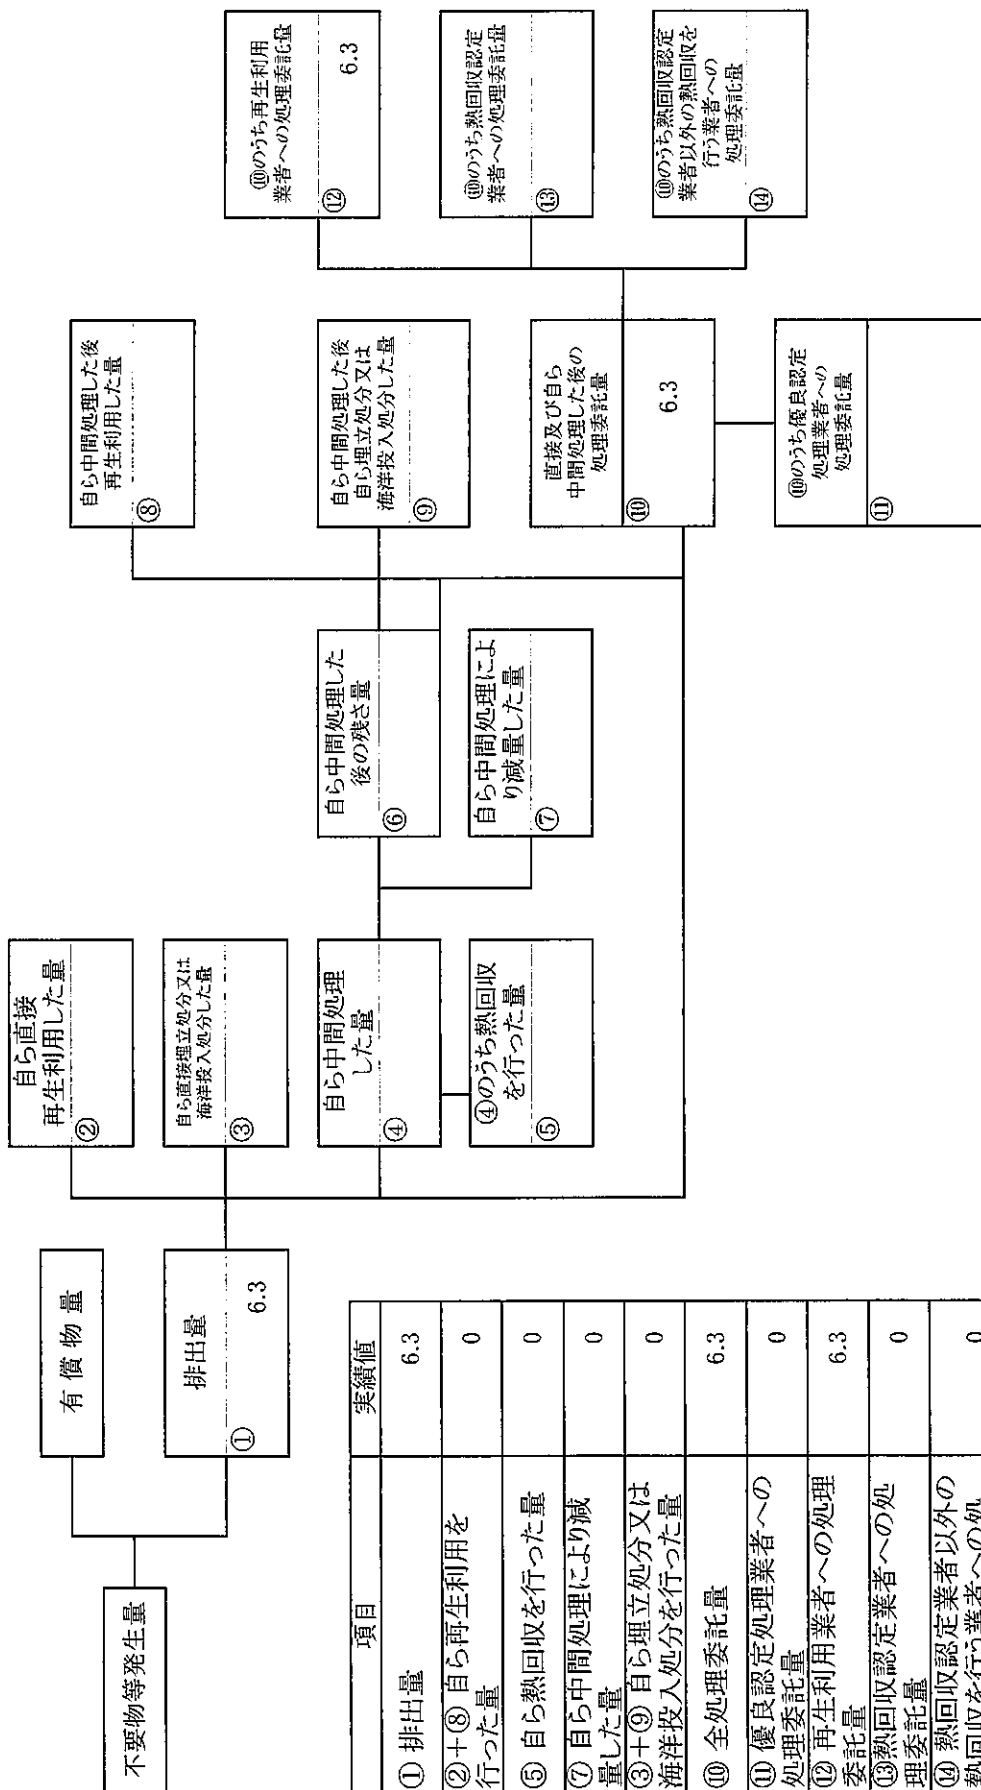 不要物等発生量
有償物量
排出量
①
6.3
自ら直接
再生利用した量
②
自ら直接埋立処分又は
海洋投入処分した量
③
自ら中間処理
した量
④
④のうち熱回収
を行った量
⑤
自ら中間処理した
後の残さ量
⑥
自ら中間処理によ
り減量した量
⑦
自ら中間処理した後
再生利用した量
⑧
自ら中間処理した後
自ら埋立処分又は
海洋投入処分した量
⑨
直接及び自ら
中間処理した後の
処理委託量
⑩
6.3
⑩のうち優良認定
処理業者への
処理委託量
⑪
⑩のうち再生利用
業者への処理委託量
⑫
6.3
⑩のうち熱回収認定
業者への処理委託量
⑬
⑩のうち熱回収認定
業者以外の熱回収を
行う業者への
処理委託量
⑭
項目 実績値
①排出量 6.3
②+⑧ 自ら再生利用を
行った量 0
⑤ 自ら熱回収を行った量 0
⑦ 自ら中間処理により減
量した量 0
③+⑨ 自ら埋立処分又は
海洋投入処分を行った量 0
⑩ 全処理委託量 6.3
⑪ 優良認定処理業者への
処理委託量 0
⑫ 再生利用業者への処理
委託量 6.3
⑬熱回収認定業者への処
理委託量 0
⑭ 熱回収認定業者以外の
熱回収を行う業者への処 0